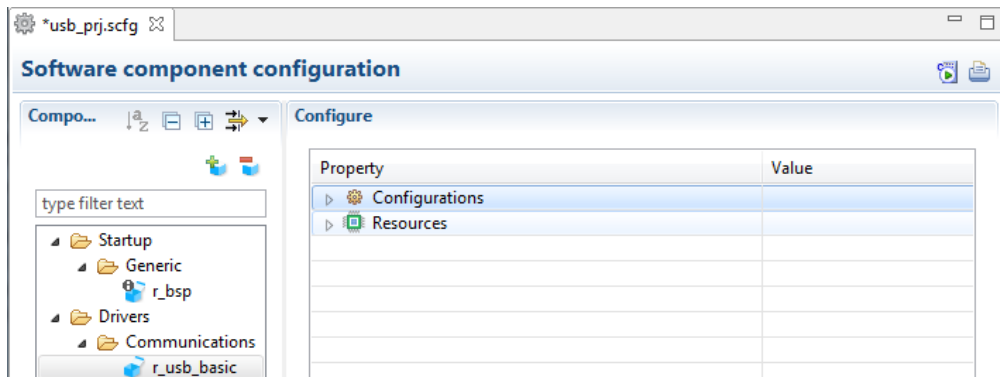 *usb_prj.scfg
Software component configuration
Compo...
Configure
type filter text
Startup
Generic
r_bsp
Drivers
Communications
r_usb_basic
Property Value
Configurations
Resources